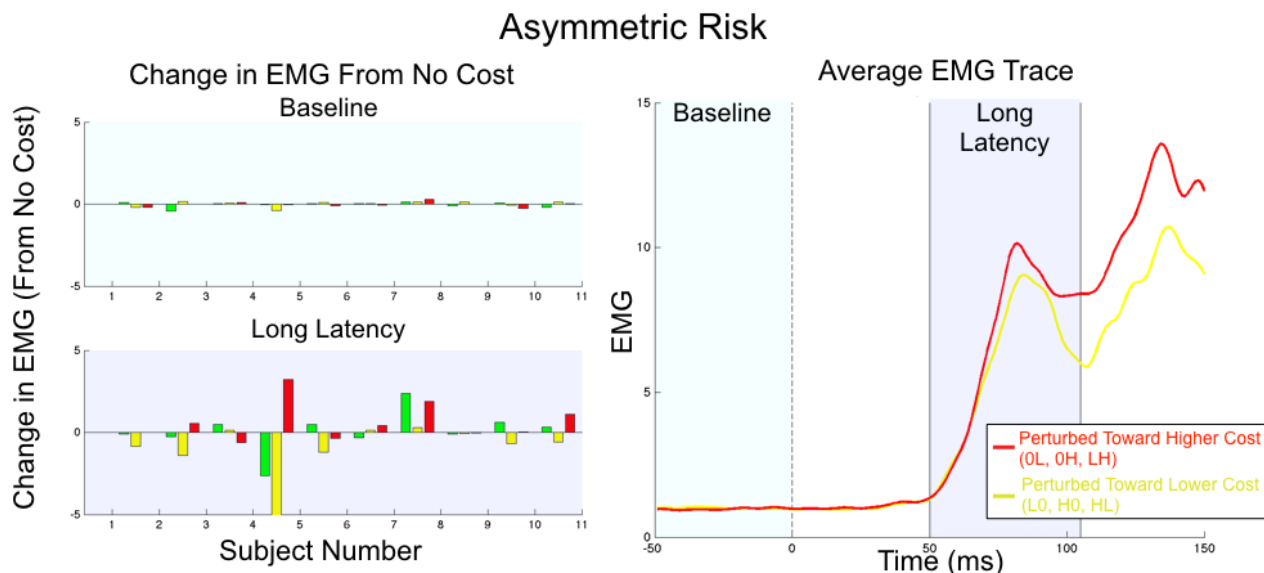 Asymmetric Risk
Change in EMG From No Cost
Baseline
Change in EMG (From No Cost)
5
0
-5
1 2 3 4 5 6 7 8 9 10 11
Long Latency
5
0
-5
1 2 3 4 5 6 7 8 9 10 11
Subject Number
Average EMG Trace
EMG
15
10
5
0
Baseline
Long
Latency
Perturbed Toward Higher Cost
(0L, 0H, LH)
Perturbed Toward Lower Cost
(L0, H0, HL)
-50 0 50 100 150
Time (ms)